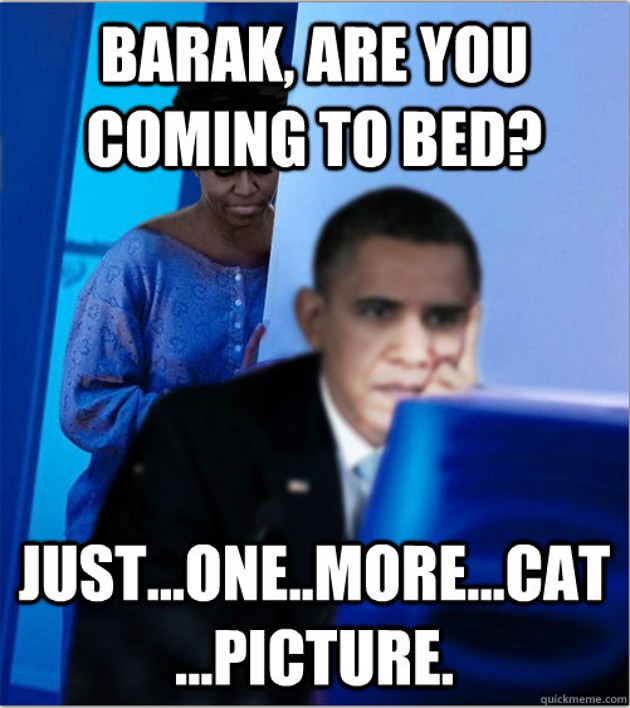 BARAK, ARE YOU
COMING TO BED?
JUST...ONE..MORE...CAT
...PICTURE.
quickmeme.com